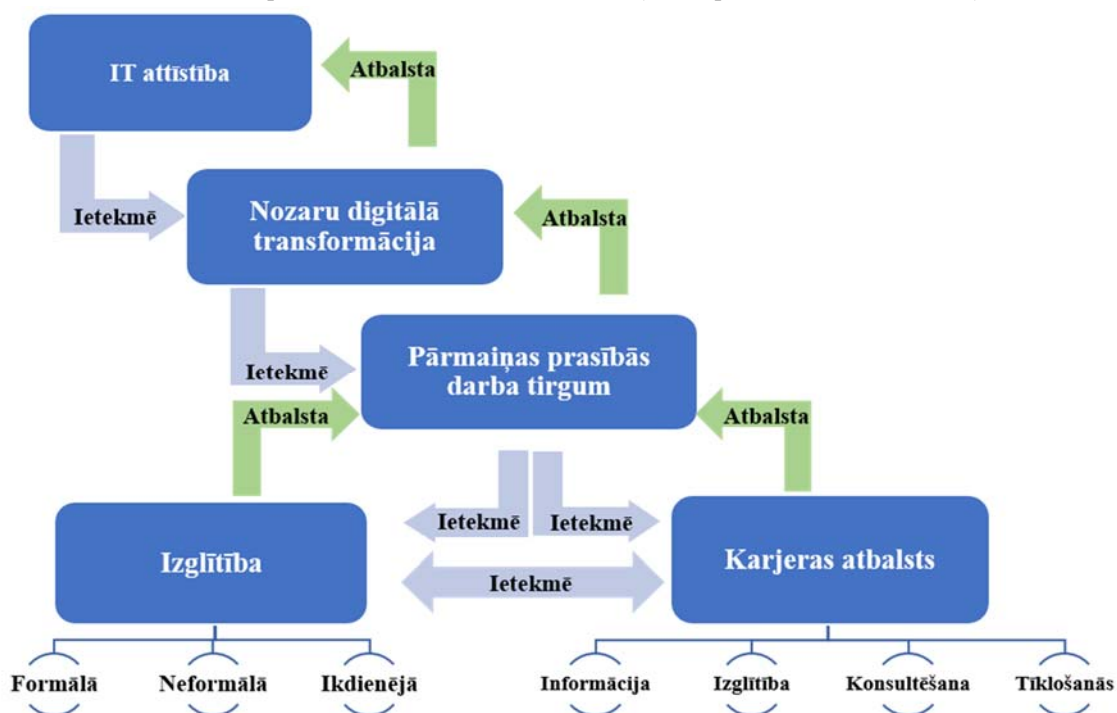 IT attīstība
Atbalsta
Ietekmē
Nozaru digitālā
transformācija
Atbalsta
Ietekmē
Pārmaiņas prasībās
darba tirgum
Atbalsta
Atbalsta
Ietekmē
Ietekmē
Izglītība
Ietekmē
Karjeras atbalsts
Formālā
Neformālā
Ikdienējā
Informācija
Izglītība
Konsultēšana
Tīklošanās